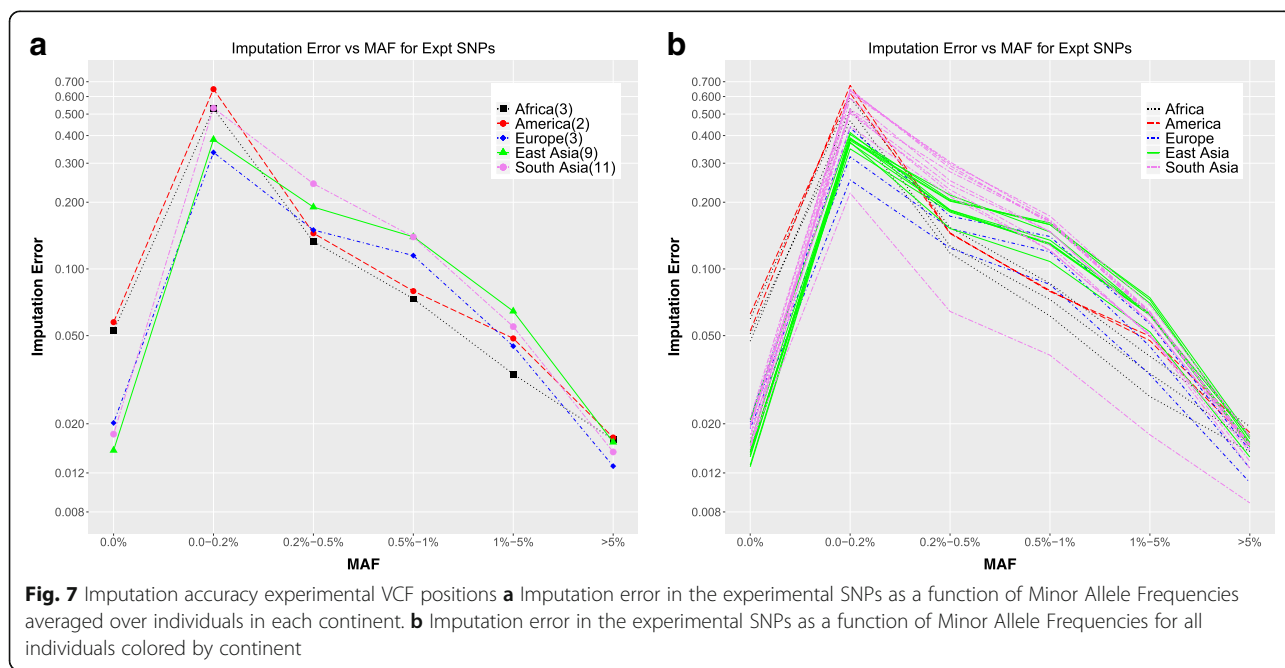 a
Imputation Error vs MAF for Expt SNPs
Imputation Error
0.700
0.600
0.500
0.400
0.300
0.200
0.100
0.050
0.020
0.012
0.008
Africa(3)
America(2)
Europe(3)
East Asia(9)
South Asia(11)
0.0%
0.0-0.2%
0.2%-0.5%
0.5%-1%
1%-5%
>5%
MAF
b
Imputation Error vs MAF for Expt SNPs
Imputation Error
0.700
0.600
0.500
0.400
0.300
0.200
0.100
0.050
0.020
0.012
0.008
Africa
America
Europe
East Asia
South Asia
0.0%
0.0-0.2%
0.2%-0.5%
0.5%-1%
1%-5%
>5%
MAF
Fig. 7 Imputation accuracy experimental VCF positions a Imputation error in the experimental SNPs as a function of Minor Allele Frequencies
averaged over individuals in each continent. b Imputation error in the experimental SNPs as a function of Minor Allele Frequencies for all
individuals colored by continent